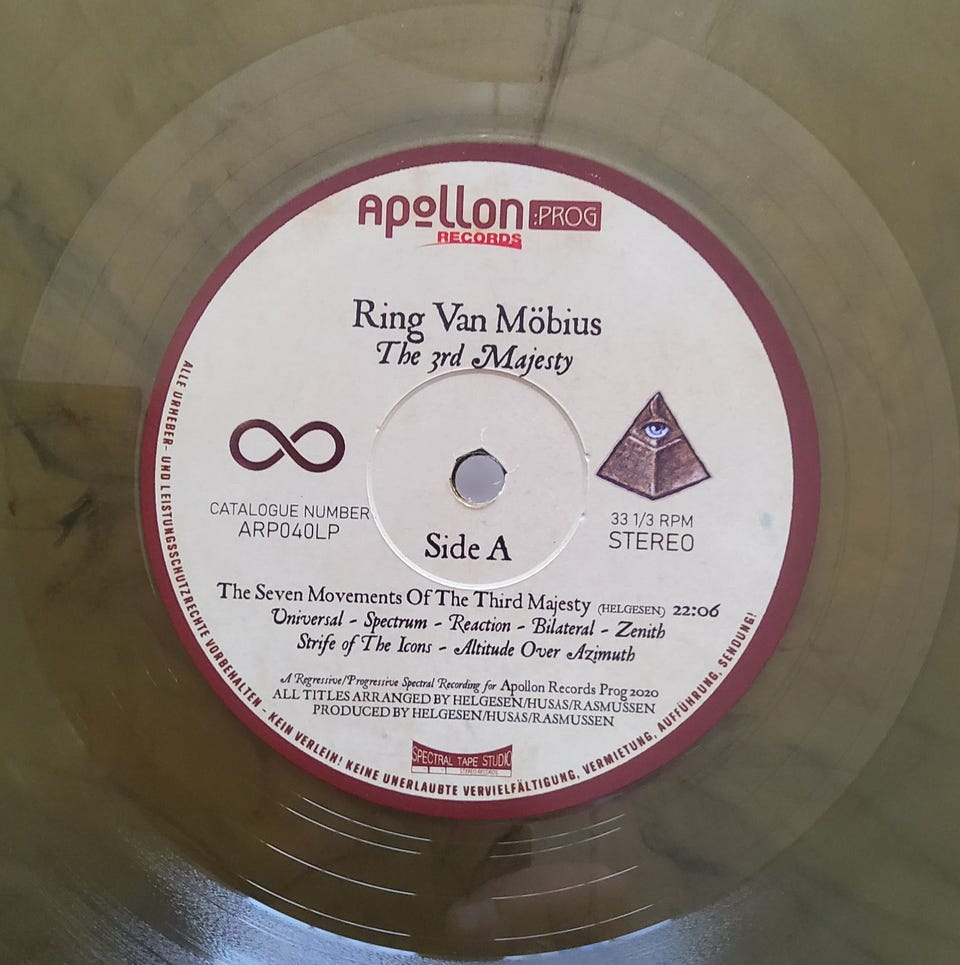 Apollon :PROG
RECORDS
Ring Van Möbius
The 3rd Majesty
CATALOGUE NUMBER
ARP040LP
33 1/3 RPM
STEREO
Side A
The Seven Movements Of The Third Majesty (HELGESEN) 22:06
Universal - Spectrum - Reaction - Bilateral - Zenith
Strife of The Icons - Altitude Over Azimuth
A Regressive/Progressive Spectral Recording for Apollon Records Prog 2020
ALL TITLES ARRANGED BY HELGESEN/HUSAS/RASMUSSEN
PRODUCED BY HELGESEN/HUSAS/RASMUSSEN
SPECTRAL TAPE STUDIO
ALLE URHEBER- UND LEISTUNGSSCHUTZRECHTE VORBEHALTEN - KEIN VERLEIH! KEINE UNERLAUBTE VERVIELFÄLTIGUNG, VERMIETUNG, AUFFÜHRUNG, SENDUNG!